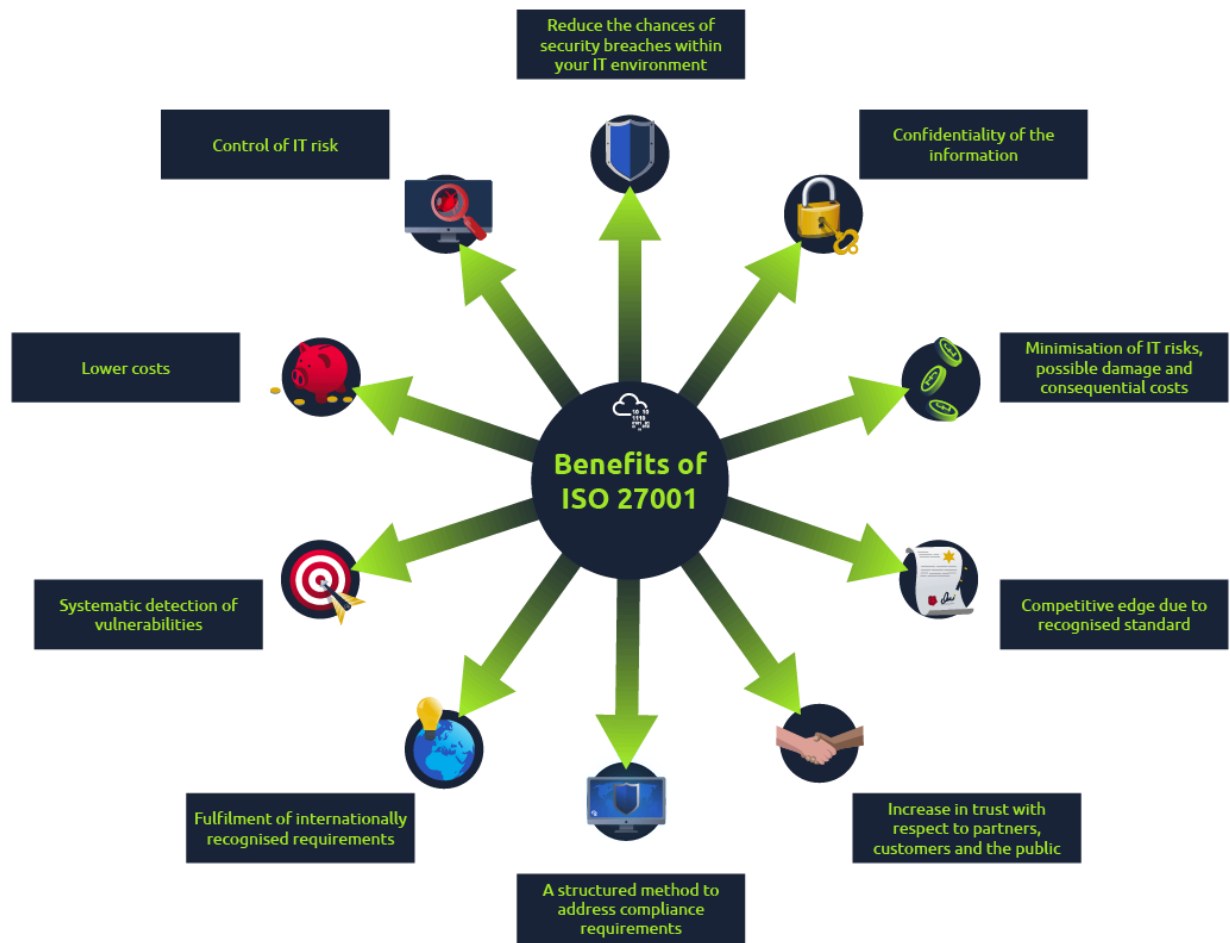 Reduce the chances of
security breaches within
your IT environment
Control of IT risk
Confidentiality of the
information
Lower costs
Minimisation of IT risks,
possible damage and
consequential costs
10 10
1110
Benefits of
ISO 27001
Systematic detection of
vulnerabilities
Competitive edge due to
recognised standard
Fulfilment of internationally
recognised requirements
Increase in trust with
respect to partners,
customers and the public
A structured method to
address compliance
requirements